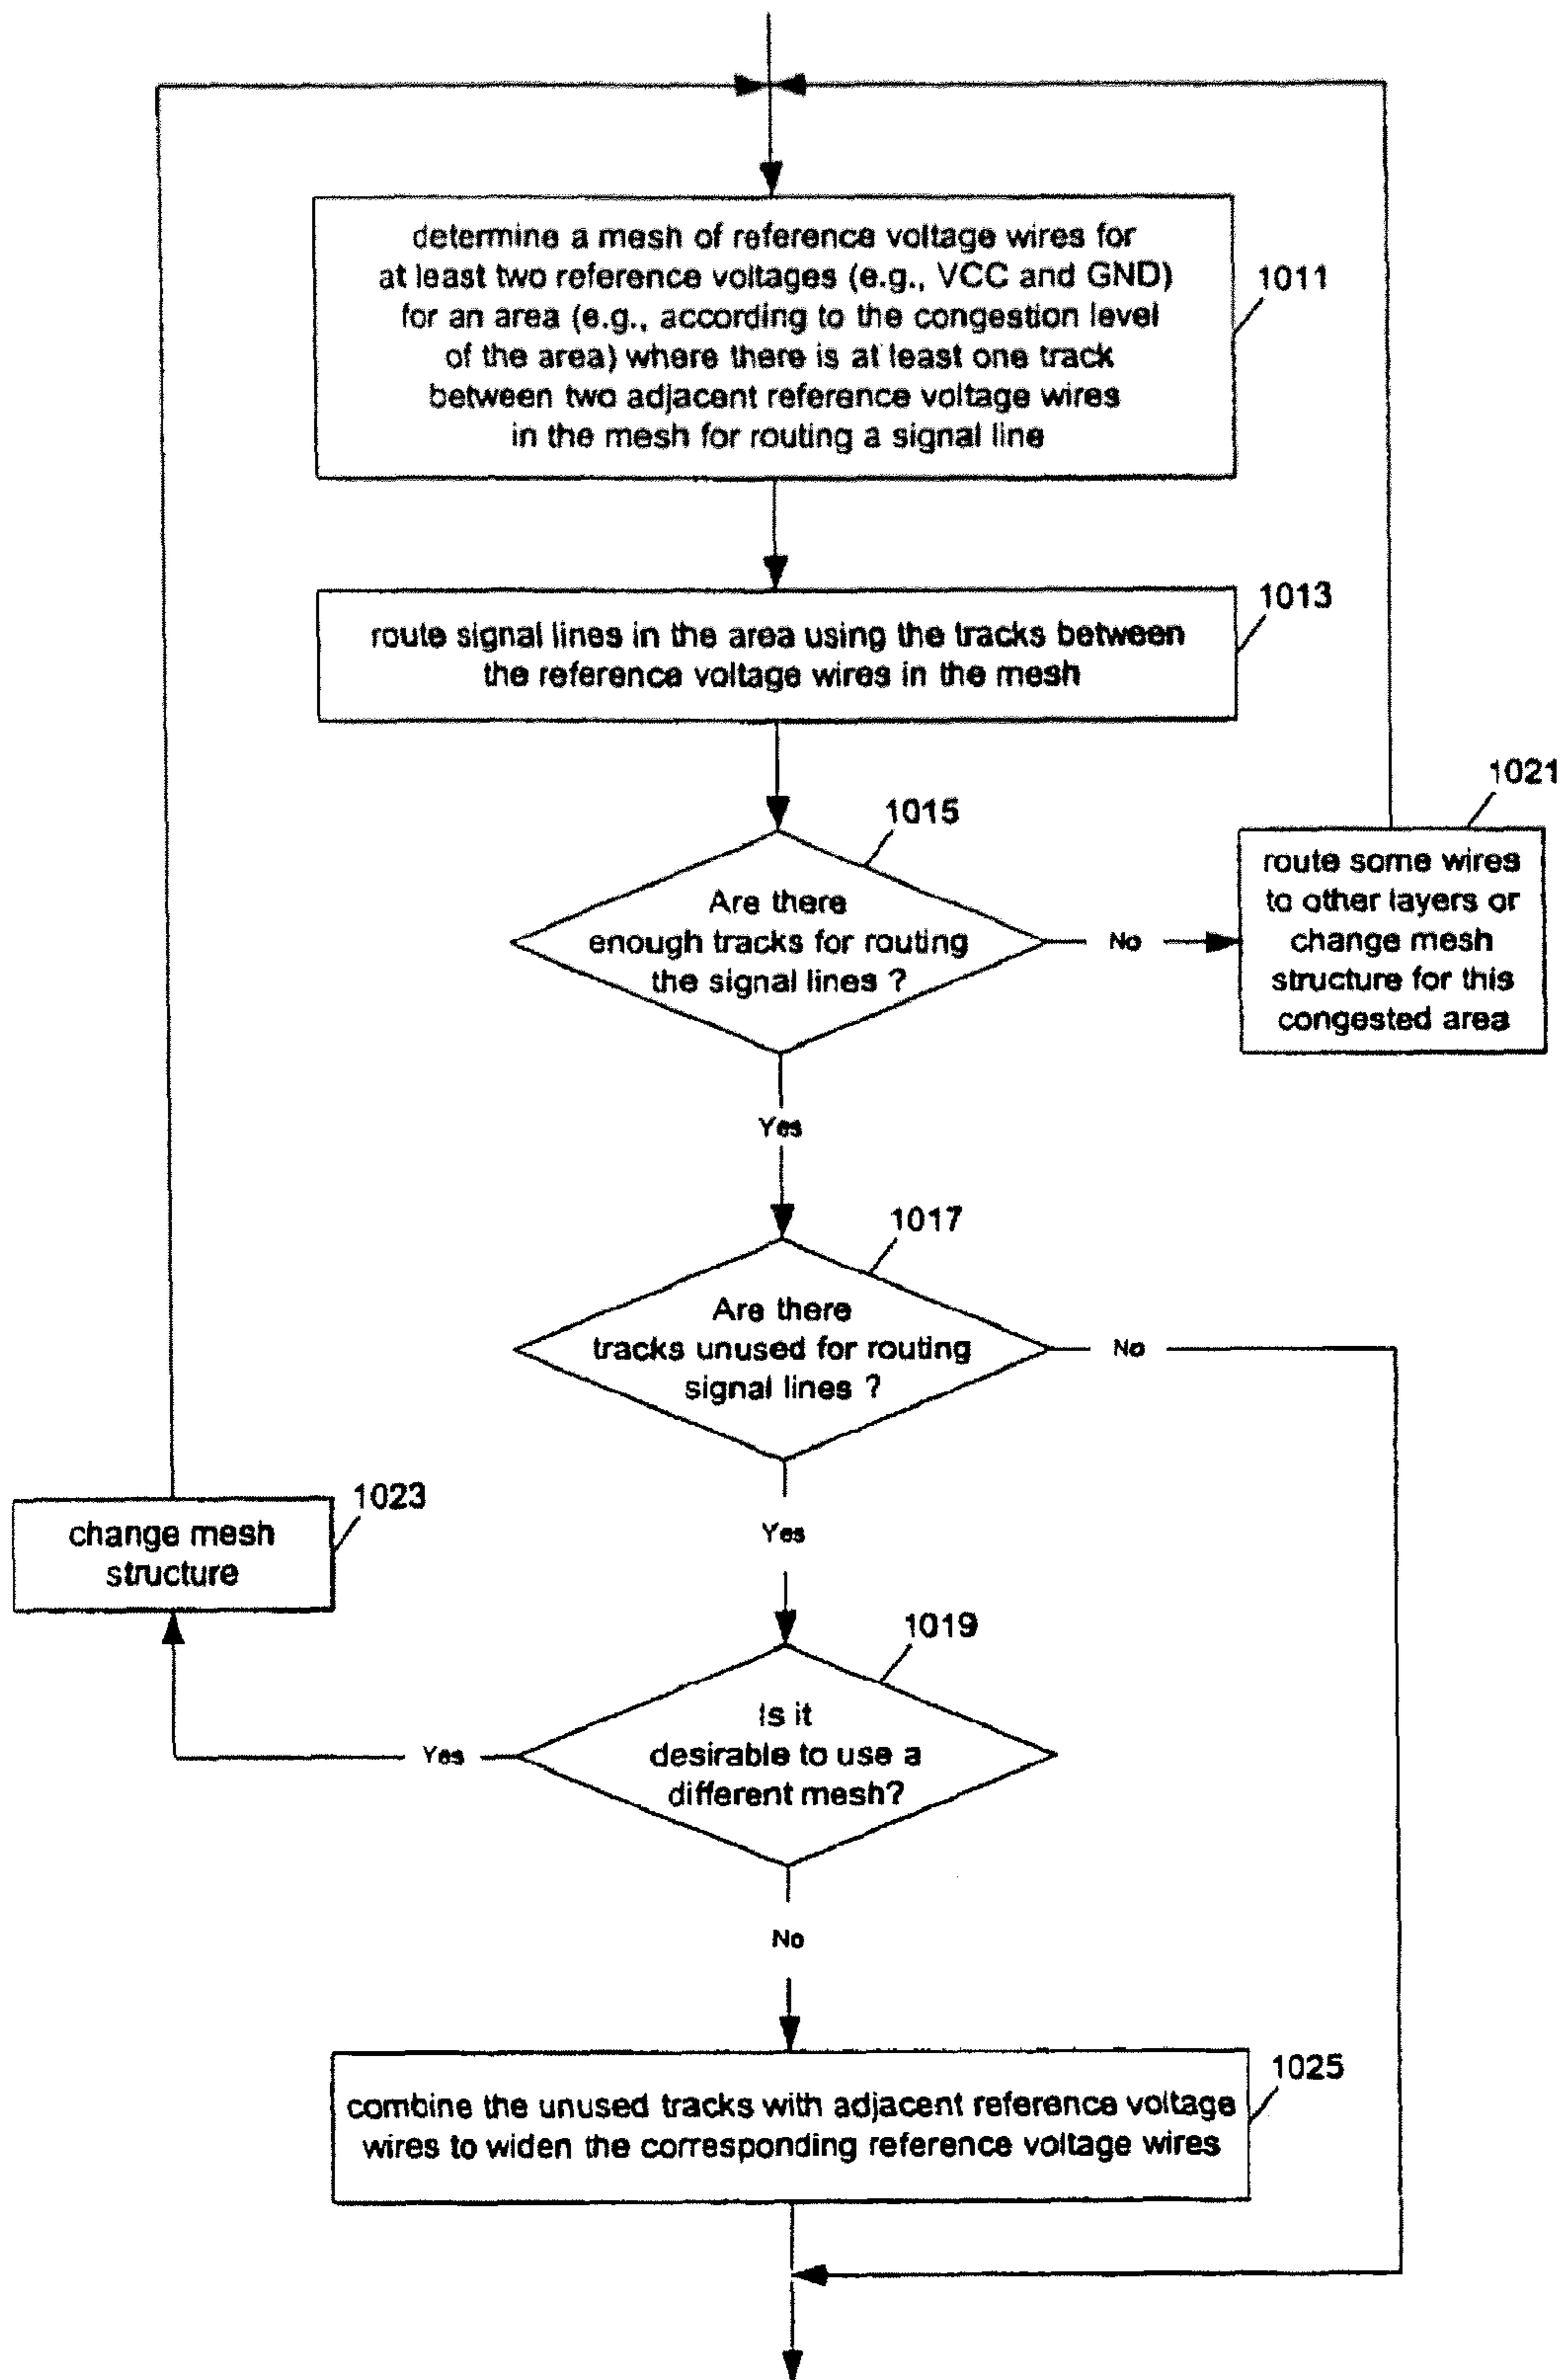 determine a mesh of reference voltage wires for
at least two reference voltages (e.g., VCC and GND)
for an area (e.g., according to the congestion level
of the area) where there is at least one track
between two adjacent reference voltage wires
in the mesh for routing a signal line
1011
route signal lines in the area using the tracks between
the reference voltage wires in the mesh
1013
1015
Are there
enough tracks for routing
the signal lines ?
No
1021
route some wires
to other layers or
change mesh
structure for this
congested area
Yes
1017
Are there
tracks unused for routing
signal lines ?
No
Yes
1023
change mesh
structure
1019
Is it
desirable to use a
different mesh?
Yes
No
1025
combine the unused tracks with adjacent reference voltage
wires to widen the corresponding reference voltage wires